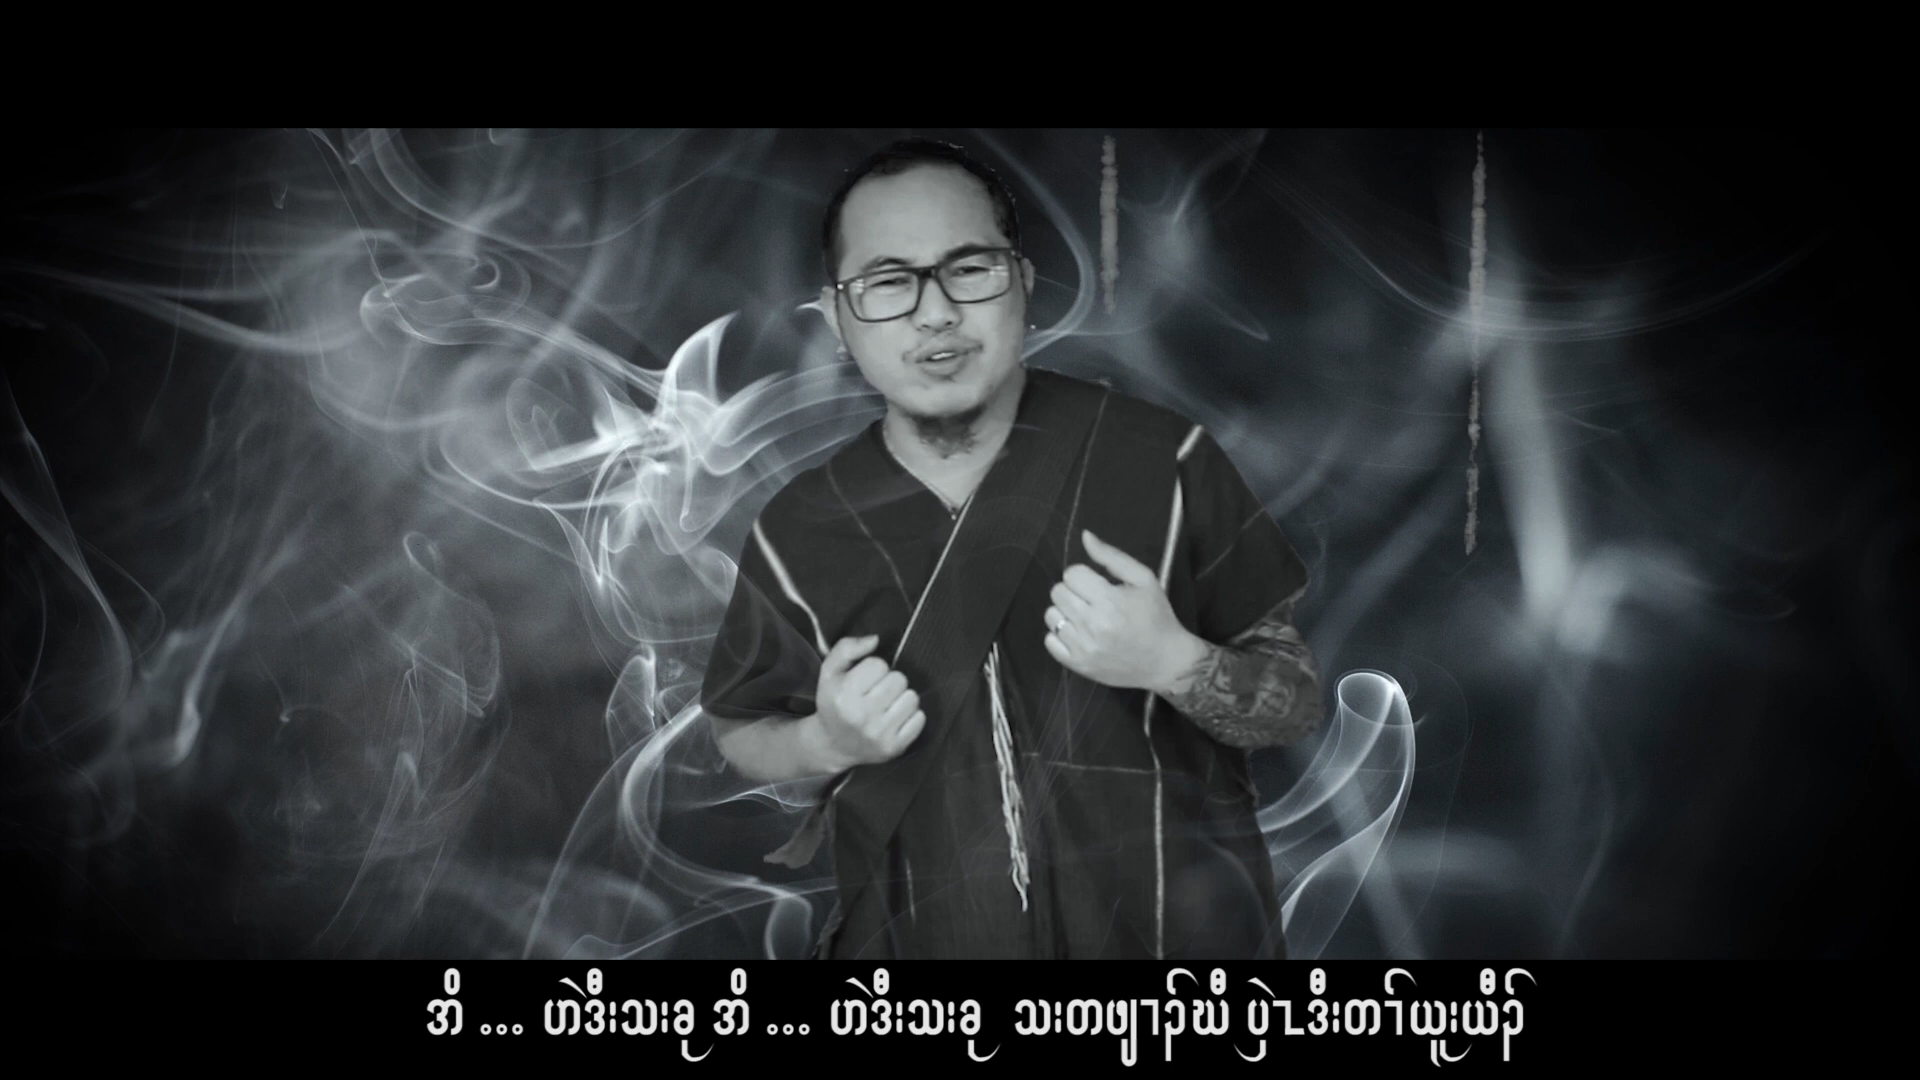 အိ ... ဟဲဒီးသးခု အိ ... ဟဲဒီးသးခု သးတဖျၢၣ်ဃီ ပှဲၤဒီးတၢ်ယူးယီၣ်